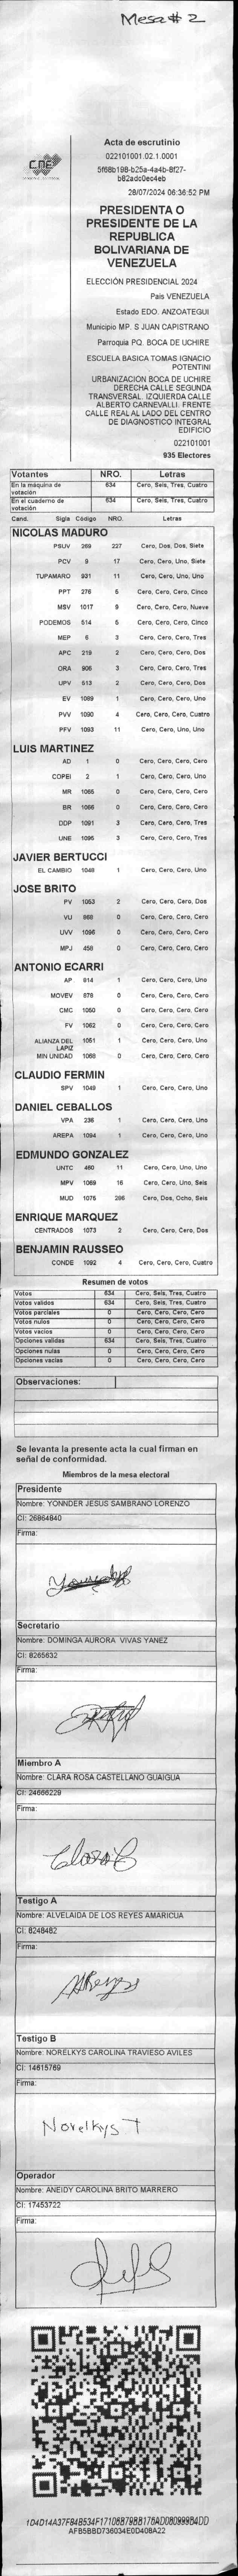 Mesa # 2
CNE
Acta de escrutinio
022101001.02.1.0001
5f68b198-b25a-4a4b-8f27-
b62adc0ec4eb
28/07/2024 06:36:52 PM
PRESIDENTA O
PRESIDENTE DE LA
REPUBLICA
BOLIVARIANA DE
VENEZUELA
ELECCIÓN PRESIDENCIAL 2024
Pais VENEZUELA
Estado EDO. ANZOATEGUI
Municipio MP. S JUAN CAPISTRANO
Parroquia PQ. BOCA DE UCHIRE
ESCUELA BASICA TOMAS IGNACIO
POTENTINI
URBANIZACION BOCA DE UCHIRE
DERECHA CALLE SEGUNDA
TRANSVERSAL. IZQUIERDA CALLE
ALBERTO CARNEVALLI. FRENTE
CALLE REAL AL LADO DEL CENTRO
DE DIAGNOSTICO INTEGRAL
EDIFICIO
022101001
935 Electores
Votantes NRO. Letras
En la máquina de votación 634 Cero, Seis, Tres, Cuatro
En el cuaderno de votación 634 Cero, Seis, Tres, Cuatro
Cand. Sigla Código NRO. Letras
NICOLAS MADURO
PSUV 269 227 Cero, Dos, Dos, Siete
PCV 9 17 Cero, Cero, Uno, Siete
TUPAMARO 931 11 Cero, Cero, Uno, Uno
PPT 276 5 Cero, Cero, Cero, Cinco
MSV 1017 9 Cero, Cero, Cero, Nueve
PODEMOS 514 5 Cero, Cero, Cero, Cinco
MEP 6 3 Cero, Cero, Cero, Tres
APC 219 2 Cero, Cero, Cero, Dos
ORA 906 3 Cero, Cero, Cero, Tres
UPV 513 2 Cero, Cero, Cero, Dos
EV 1089 1 Cero, Cero, Cero, Uno
PVV 1090 4 Cero, Cero, Cero, Cuatro
PFV 1093 11 Cero, Cero, Uno, Uno
LUIS MARTINEZ
AD 1 0 Cero, Cero, Cero, Cero
COPEI 2 1 Cero, Cero, Cero, Uno
MR 1055 0 Cero, Cero, Cero, Cero
BR 1056 0 Cero, Cero, Cero, Cero
DDP 1091 3 Cero, Cero, Cero, Tres
UNE 1095 3 Cero, Cero, Cero, Tres
JAVIER BERTUCCI
EL CAMBIO 1048 1 Cero, Cero, Cero, Uno
JOSE BRITO
PV 1053 2 Cero, Cero, Cero, Dos
VU 868 0 Cero, Cero, Cero, Cero
UVV 1096 0 Cero, Cero, Cero, Cero
MPJ 458 0 Cero, Cero, Cero, Cero
ANTONIO ECARRI
AP 814 1 Cero, Cero, Cero, Uno
MOVEV 878 0 Cero, Cero, Cero, Cero
CMC 1050 0 Cero, Cero, Cero, Cero
FV 1062 0 Cero, Cero, Cero, Cero
ALIANZA DEL LAPIZ 1051 1 Cero, Cero, Cero, Uno
MIN UNIDAD 1068 0 Cero, Cero, Cero, Cero
CLAUDIO FERMIN
SPV 1049 1 Cero, Cero, Cero, Uno
DANIEL CEBALLOS
VPA 236 1 Cero, Cero, Cero, Uno
AREPA 1094 1 Cero, Cero, Cero, Uno
EDMUNDO GONZALEZ
UNTC 460 11 Cero, Cero, Uno, Uno
MPV 1069 16 Cero, Cero, Uno, Seis
MUD 1075 286 Cero, Dos, Ocho, Seis
ENRIQUE MARQUEZ
CENTRADOS 1073 2 Cero, Cero, Cero, Dos
BENJAMIN RAUSSEO
CONDE 1092 4 Cero, Cero, Cero, Cuatro
Resumen de votos
Votos 634 Cero, Seis, Tres, Cuatro
Votos validos 634 Cero, Seis, Tres, Cuatro
Votos parciales 0 Cero, Cero, Cero, Cero
Votos nulos 0 Cero, Cero, Cero, Cero
Votos vacios 0 Cero, Cero, Cero, Cero
Opciones validas 634 Cero, Seis, Tres, Cuatro
Opciones nulas 0 Cero, Cero, Cero, Cero
Opciones vacias 0 Cero, Cero, Cero, Cero
Observaciones:
Se levanta la presente acta la cual firman en
señal de conformidad.
Miembros de la mesa electoral
Presidente
Nombre: YONNDER JESUS SAMBRANO LORENZO
CI: 26864840
Firma:
Secretario
Nombre: DOMINGA AURORA VIVAS YANEZ
CI: 8265632
Firma:
Miembro A
Nombre: CLARA ROSA CASTELLANO GUAIGUA
CI: 24666229
Firma:
Testigo A
Nombre: ALVELAIDA DE LOS REYES AMARICUA
CI: 8248482
Firma:
Testigo B
Nombre: NORELKYS CAROLINA TRAVIESO AVILES
CI: 14615769
Firma:
Norelkys T
Operador
Nombre: ANEIDY CAROLINA BRITO MARRERO
CI: 17453722
Firma: